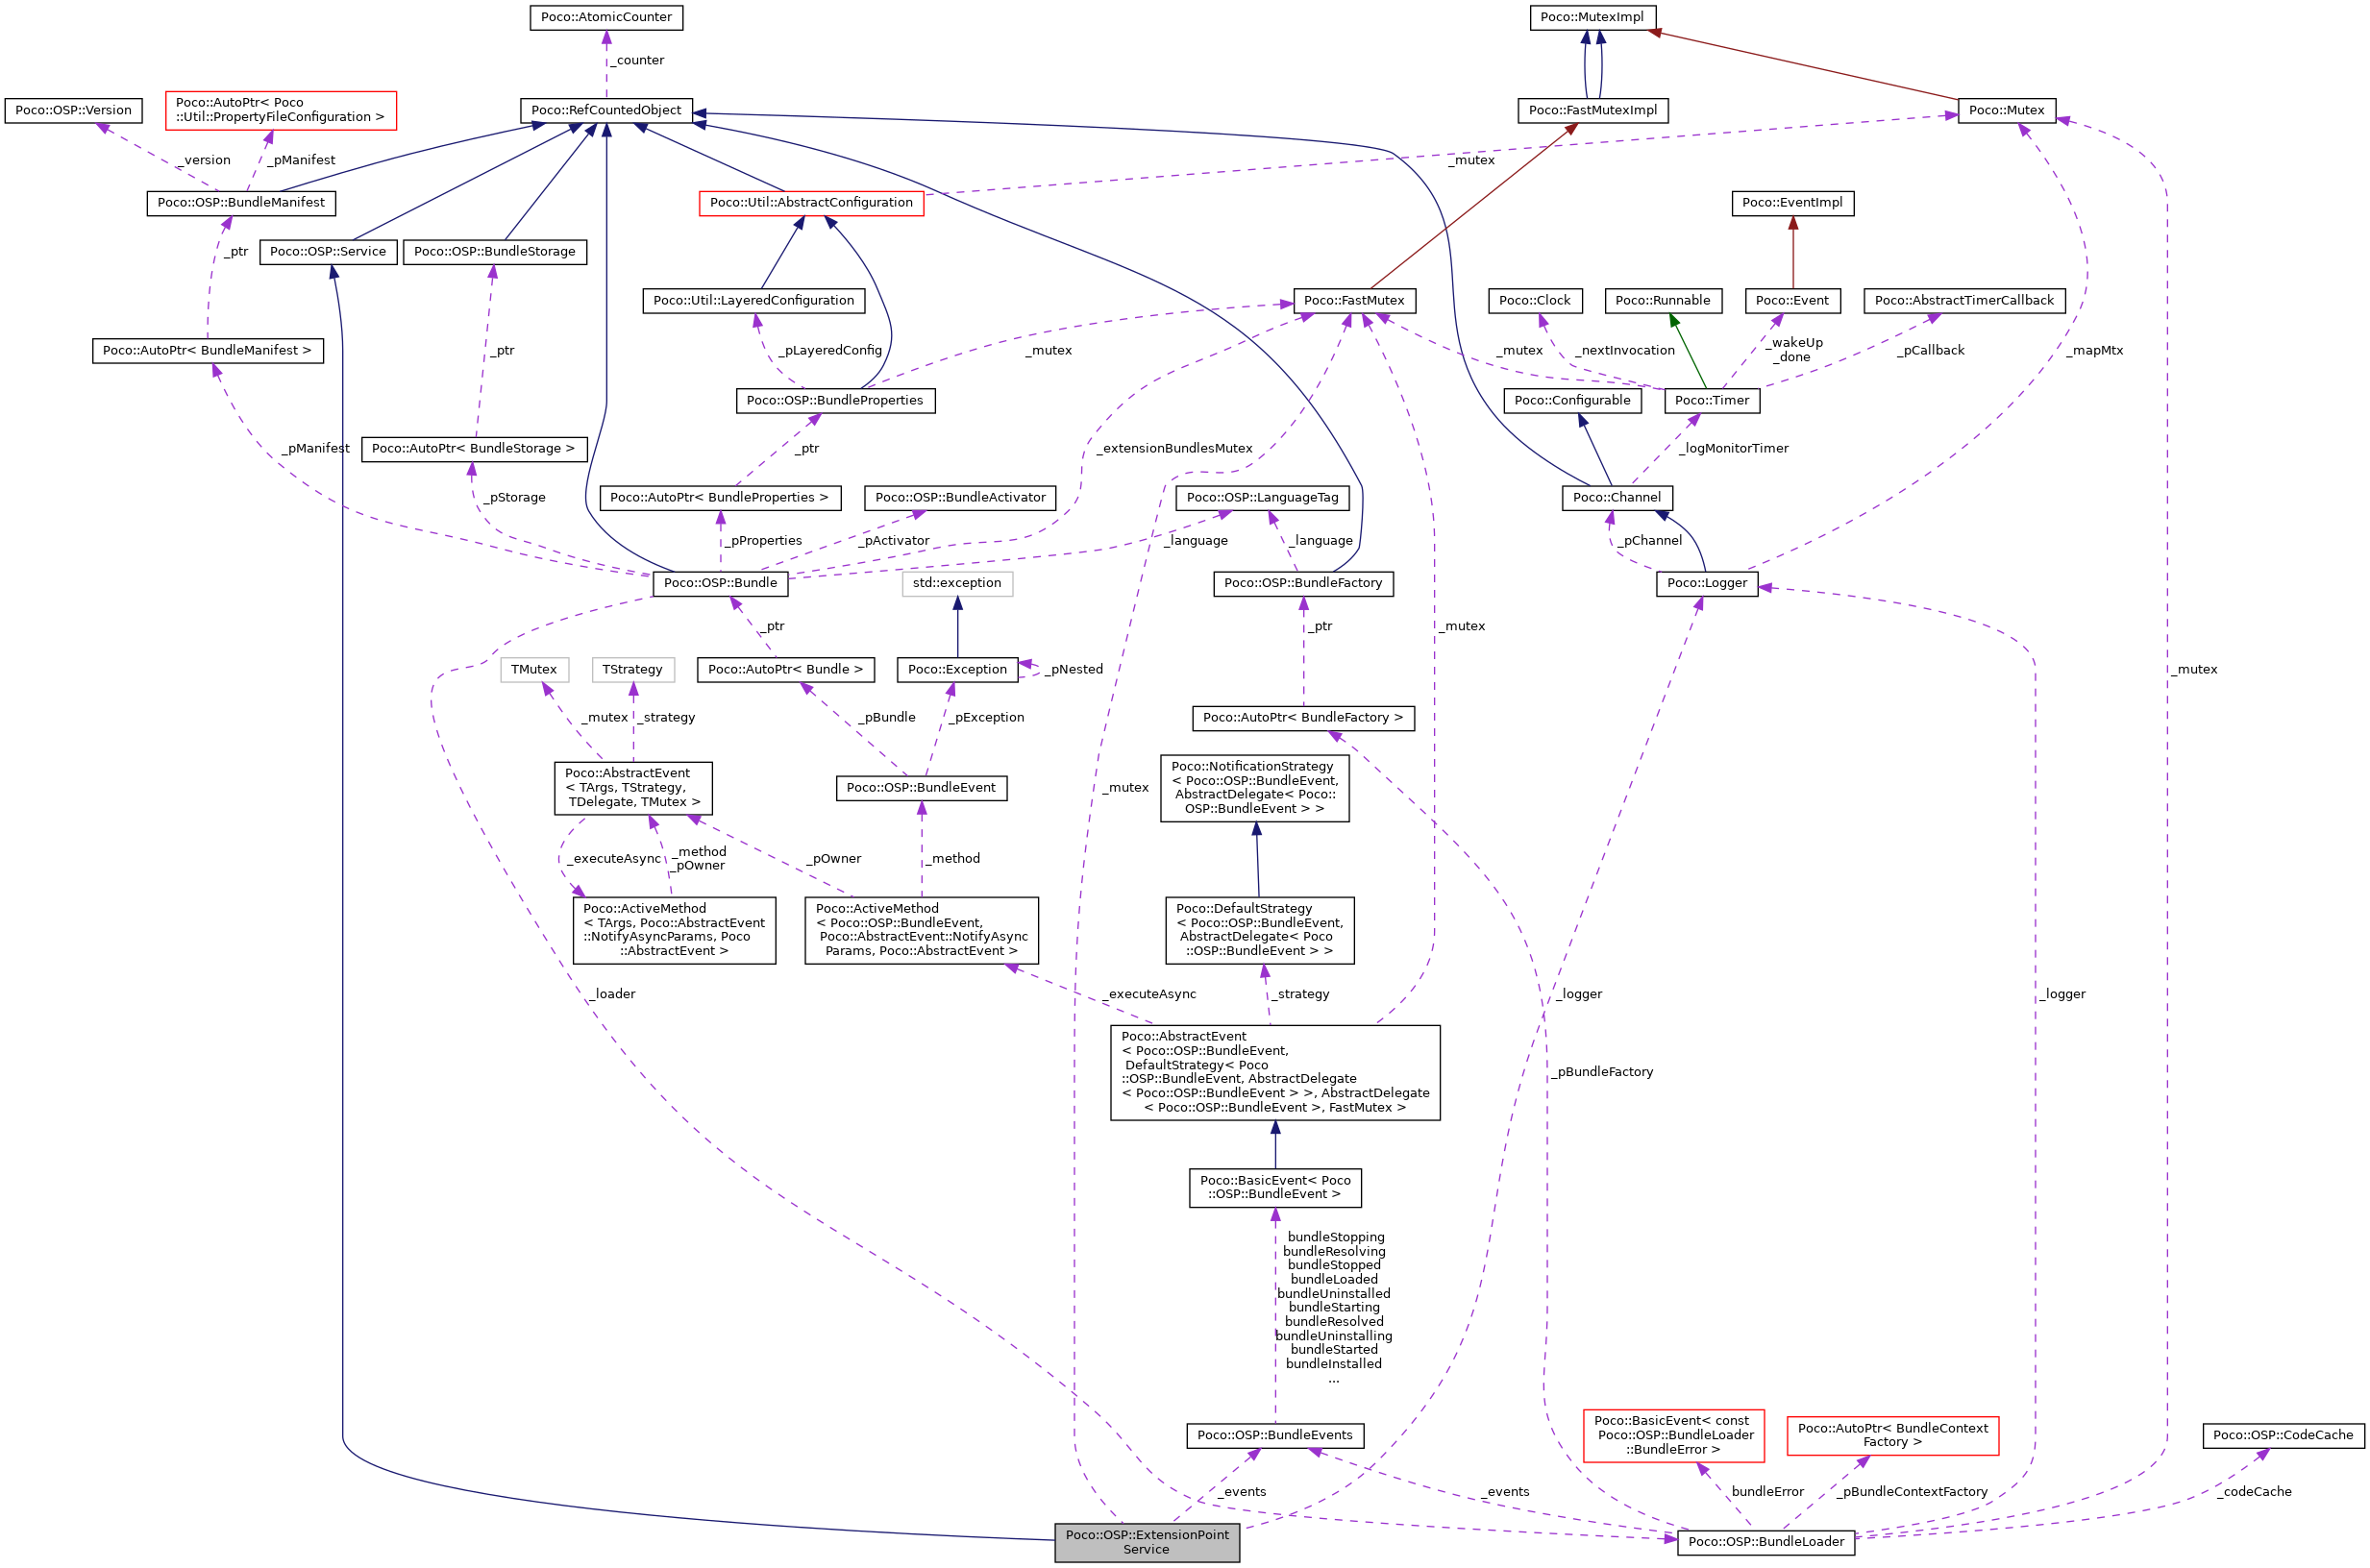 Poco::AtomicCounter
Poco::MutexImpl
_counter
Poco::OSP::Version
Poco::AutoPtr< Poco
::Util::PropertyFileConfiguration >
Poco::RefCountedObject
Poco::FastMutexImpl
Poco::Mutex
_version
_pManifest
_mutex
Poco::OSP::BundleManifest
Poco::Util::AbstractConfiguration
Poco::EventImpl
_ptr
Poco::OSP::Service
Poco::OSP::BundleStorage
Poco::Util::LayeredConfiguration
Poco::FastMutex
Poco::Clock
Poco::Runnable
Poco::Event
Poco::AbstractTimerCallback
Poco::AutoPtr< BundleManifest >
_ptr
_pLayeredConfig
_mutex
_mutex
_nextInvocation
_wakeUp
_done
_pCallback
_mapMtx
Poco::OSP::BundleProperties
Poco::Configurable
Poco::Timer
_pManifest
Poco::AutoPtr< BundleStorage >
_ptr
_extensionBundlesMutex
_logMonitorTimer
_pStorage
Poco::AutoPtr< BundleProperties >
Poco::OSP::BundleActivator
Poco::OSP::LanguageTag
Poco::Channel
_pProperties
_pActivator
_language
_language
_pChannel
Poco::OSP::Bundle
std::exception
Poco::OSP::BundleFactory
Poco::Logger
_ptr
_ptr
_mutex
TMutex
TStrategy
Poco::AutoPtr< Bundle >
Poco::Exception
_pNested
_mutex
_mutex
_strategy
_pBundle
_pException
Poco::AutoPtr< BundleFactory >
Poco::AbstractEvent
< TArgs, TStrategy,
TDelegate, TMutex >
Poco::OSP::BundleEvent
_mutex
Poco::NotificationStrategy
< Poco::OSP::BundleEvent,
AbstractDelegate< Poco::
OSP::BundleEvent > >
_executeAsync
_method
_pOwner
_pOwner
_method
Poco::ActiveMethod
< TArgs, Poco::AbstractEvent
::NotifyAsyncParams, Poco
::AbstractEvent >
Poco::ActiveMethod
< Poco::OSP::BundleEvent,
Poco::AbstractEvent::NotifyAsync
Params, Poco::AbstractEvent >
Poco::DefaultStrategy
< Poco::OSP::BundleEvent,
AbstractDelegate< Poco
::OSP::BundleEvent > >
_loader
_executeAsync
_strategy
_logger
_logger
Poco::AbstractEvent
< Poco::OSP::BundleEvent,
DefaultStrategy< Poco
::OSP::BundleEvent, AbstractDelegate
< Poco::OSP::BundleEvent > >, AbstractDelegate
< Poco::OSP::BundleEvent >, FastMutex >
_pBundleFactory
Poco::BasicEvent< Poco
::OSP::BundleEvent >
bundleStopping
bundleResolving
bundleStopped
bundleLoaded
bundleUninstalled
bundleStarting
bundleResolved
bundleUninstalling
bundleStarted
bundleInstalled
...
Poco::OSP::BundleEvents
Poco::BasicEvent< const
Poco::OSP::BundleLoader
::BundleError >
Poco::AutoPtr< BundleContext
Factory >
Poco::OSP::CodeCache
_events
_events
bundleError
_pBundleContextFactory
_codeCache
Poco::OSP::ExtensionPoint
Service
Poco::OSP::BundleLoader